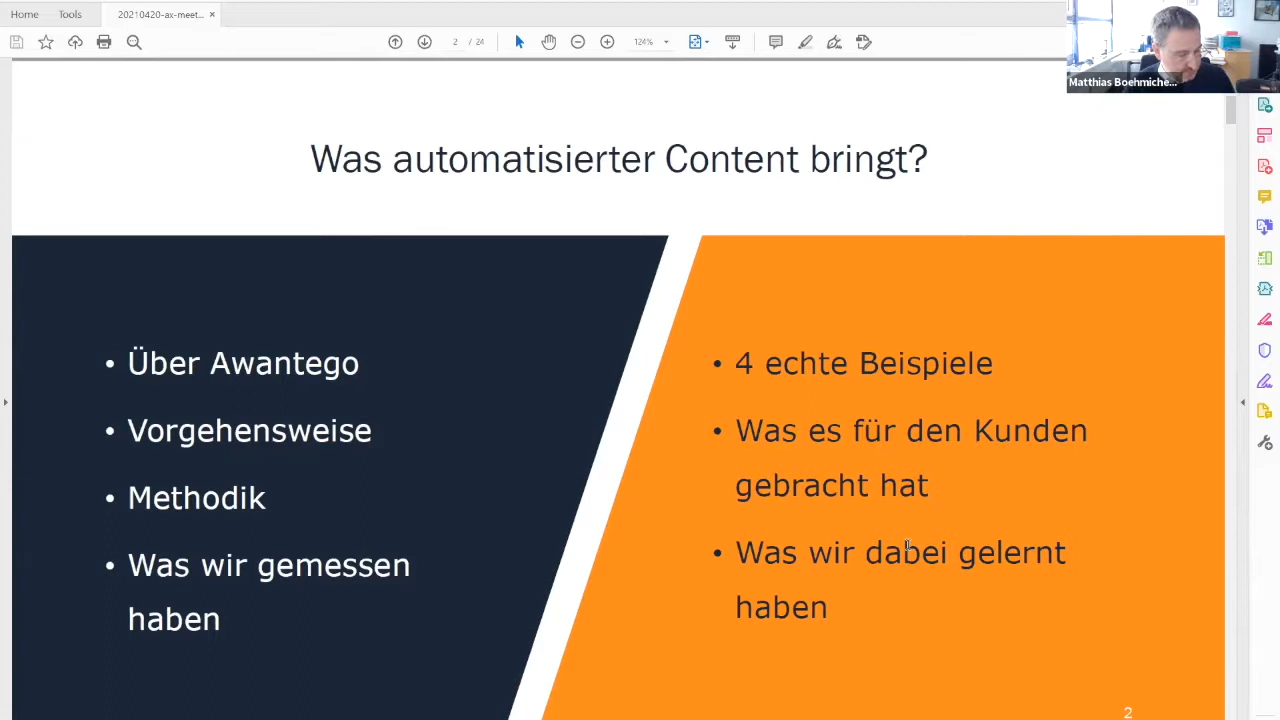 Home Tools 20210420-ax-meet... ×
2 / 24 124%
Matthias Boehmiche...
Was automatisierter Content bringt?
• Über Awantego
• Vorgehensweise
• Methodik
• Was wir gemessen
haben
• 4 echte Beispiele
• Was es für den Kunden
gebracht hat
• Was wir dabei gelernt
haben
2